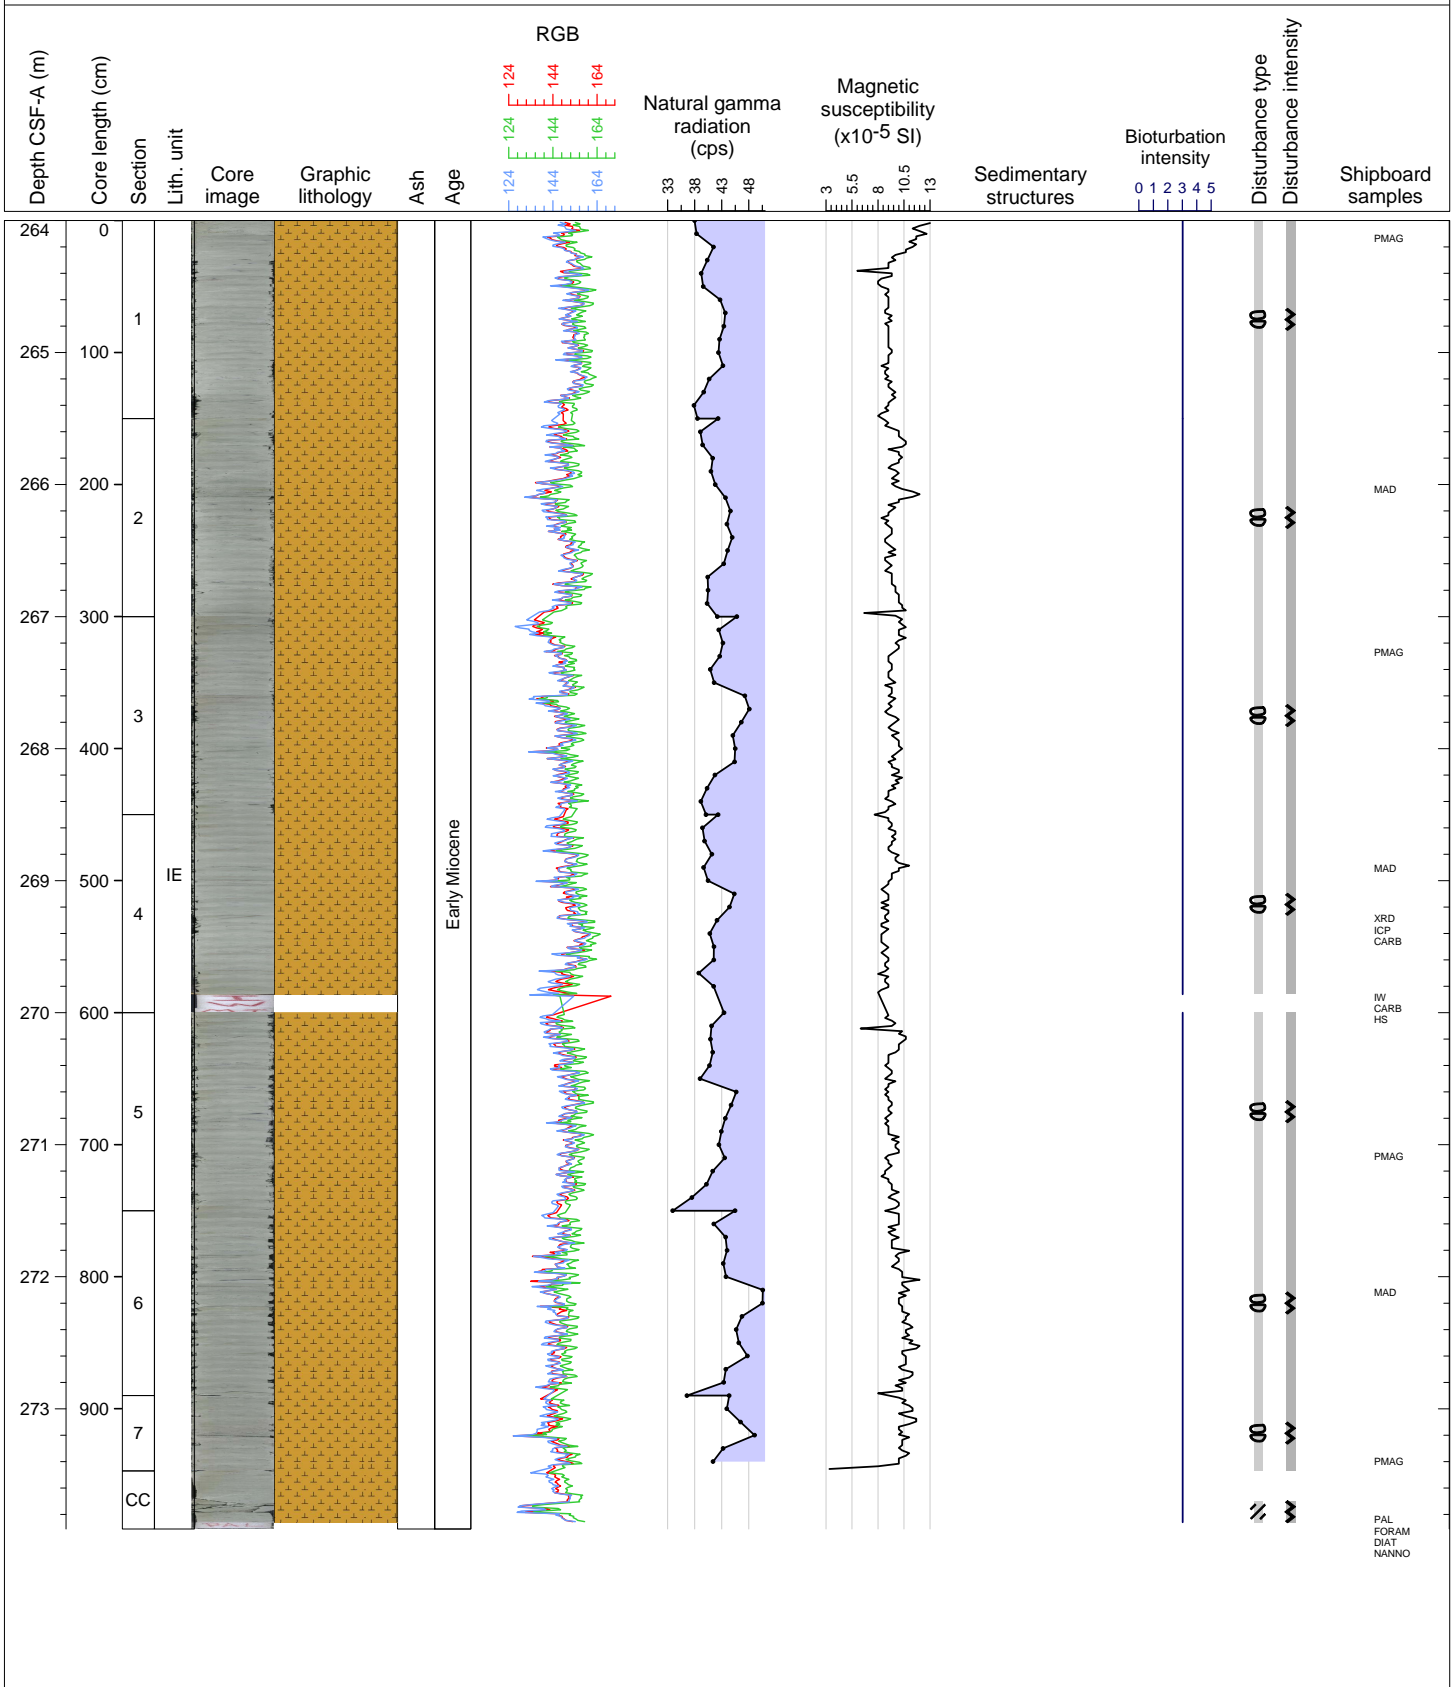 RGB
Depth CSF-A (m)
Core length (cm)
Section
Lith. unit
Core
image
Graphic
lithology
Ash
Age
124 144 164
124 144 164
124 144 164
Natural gamma
radiation
(cps)
33 38 43 48
Magnetic
susceptibility
(x10-5 SI)
3 5.5 8 10.5 13
Sedimentary
structures
Bioturbation
intensity
0 1 2 3 4 5
Disturbance type
Disturbance intensity
Shipboard
samples
264 0
PMAG
1
265 100
266 200
MAD
2
267 300
PMAG
3
268 400
Early Miocene
IE
MAD
269 500
4
XRD
ICP
CARB
IW
270 600
CARB
HS
5
271 700
PMAG
272 800
MAD
6
273 900
7
PMAG
CC
PAL
FORAM
DIAT
NANNO